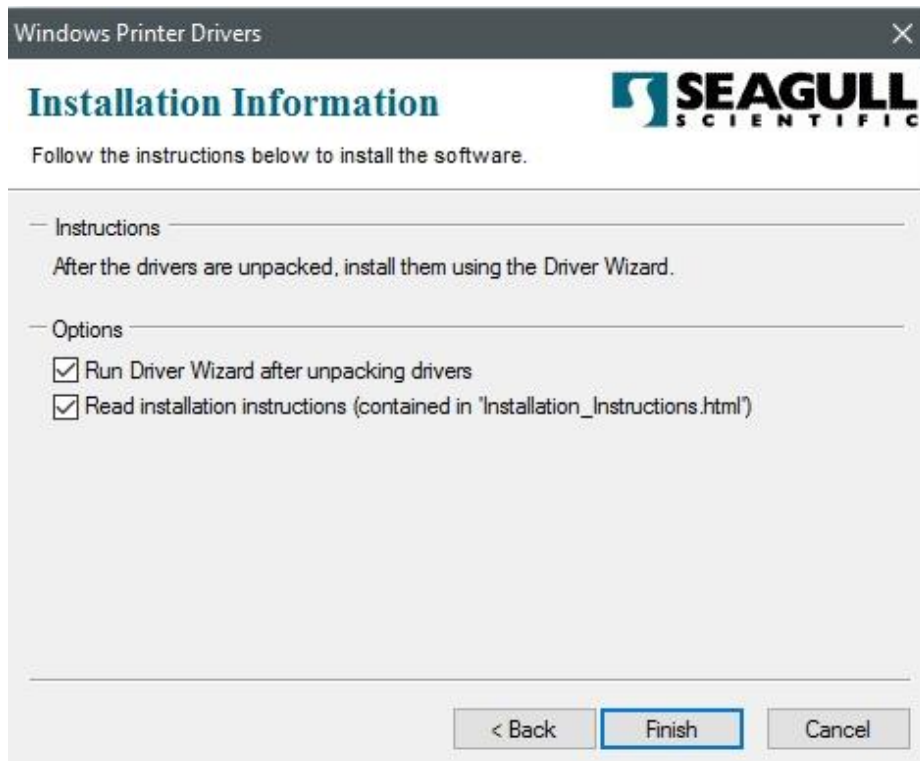 Windows Printer Drivers
Installation Information
SEAGULL
SCIENTIFIC
Follow the instructions below to install the software.
Instructions
After the drivers are unpacked, install them using the Driver Wizard.
Options
Run Driver Wizard after unpacking drivers
Read installation instructions (contained in 'Installation_Instructions.html')
< Back Finish Cancel